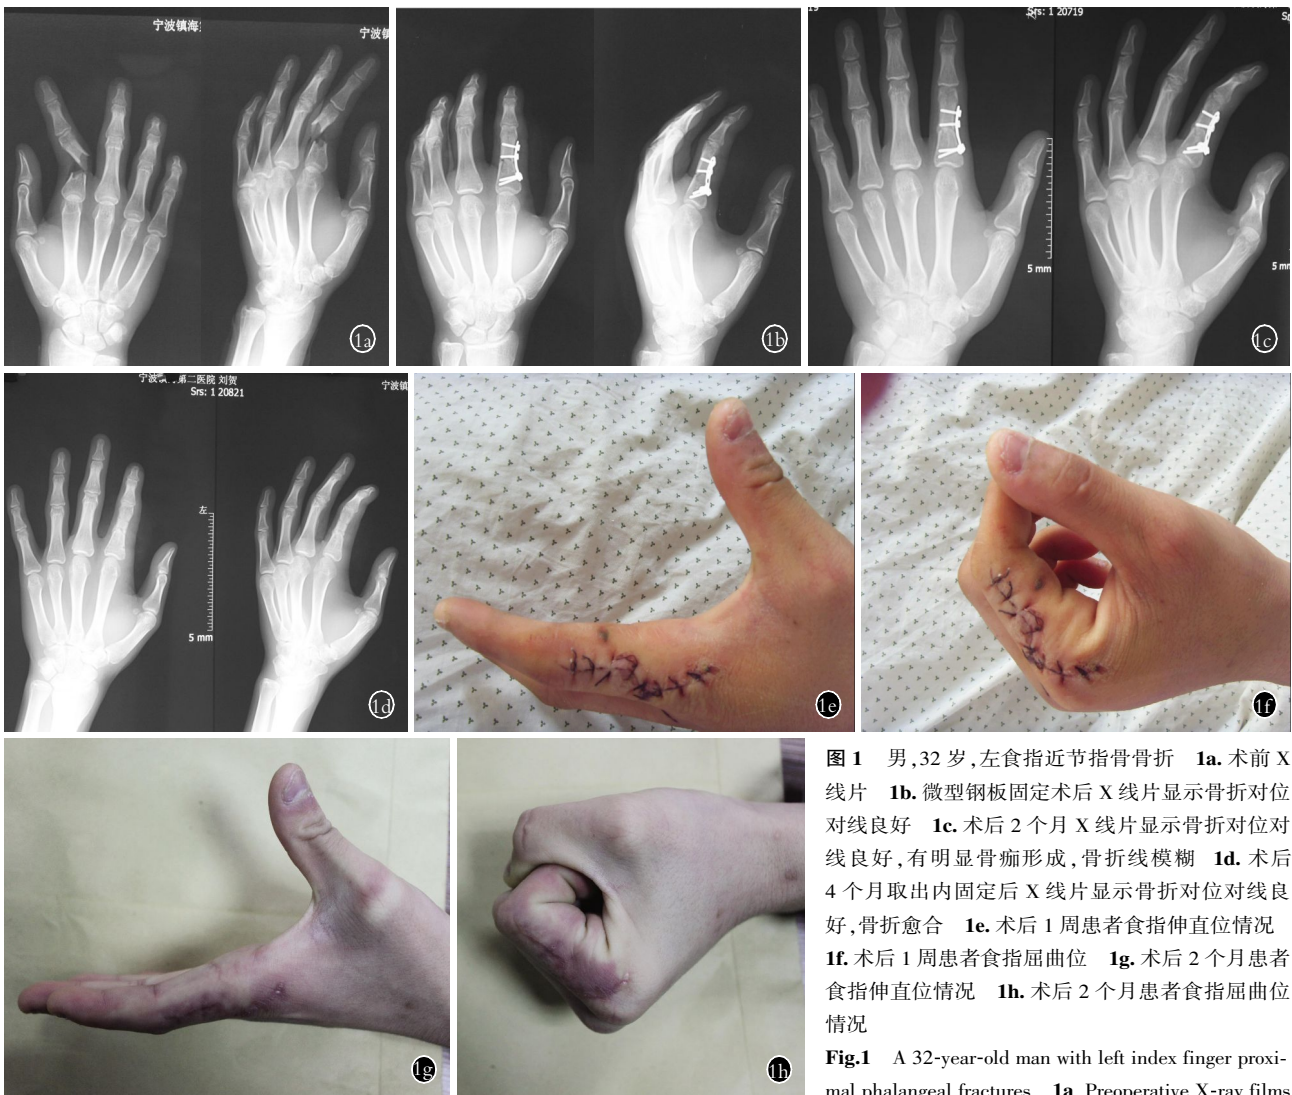 宁波镇海
宁波镇
Srs: 1 20719
5 mm
5 mm
1a
1b
1c
第二医院 刘贺
Srs: 1 20821
宁波镇
左
5 mm
1d
1e
1f
1g
1h
图 1 男,32 岁,左食指近节指骨骨折 1a. 术前 X
线片 1b. 微型钢板固定术后 X 线片显示骨折对位
对线良好 1c. 术后 2 个月 X 线片显示骨折对位对
线良好,有明显骨痂形成,骨折线模糊 1d. 术后
4 个月取出内固定后 X 线片显示骨折对位对线良
好,骨折愈合 1e. 术后 1 周患者食指伸直位情况
1f. 术后 1 周患者食指屈曲位 1g. 术后 2 个月患者
食指伸直位情况 1h. 术后 2 个月患者食指屈曲位
情况
Fig.1 A 32-year-old man with left index finger proxi-
mal phalangeal fractures 1a. Preoperative X-ray films